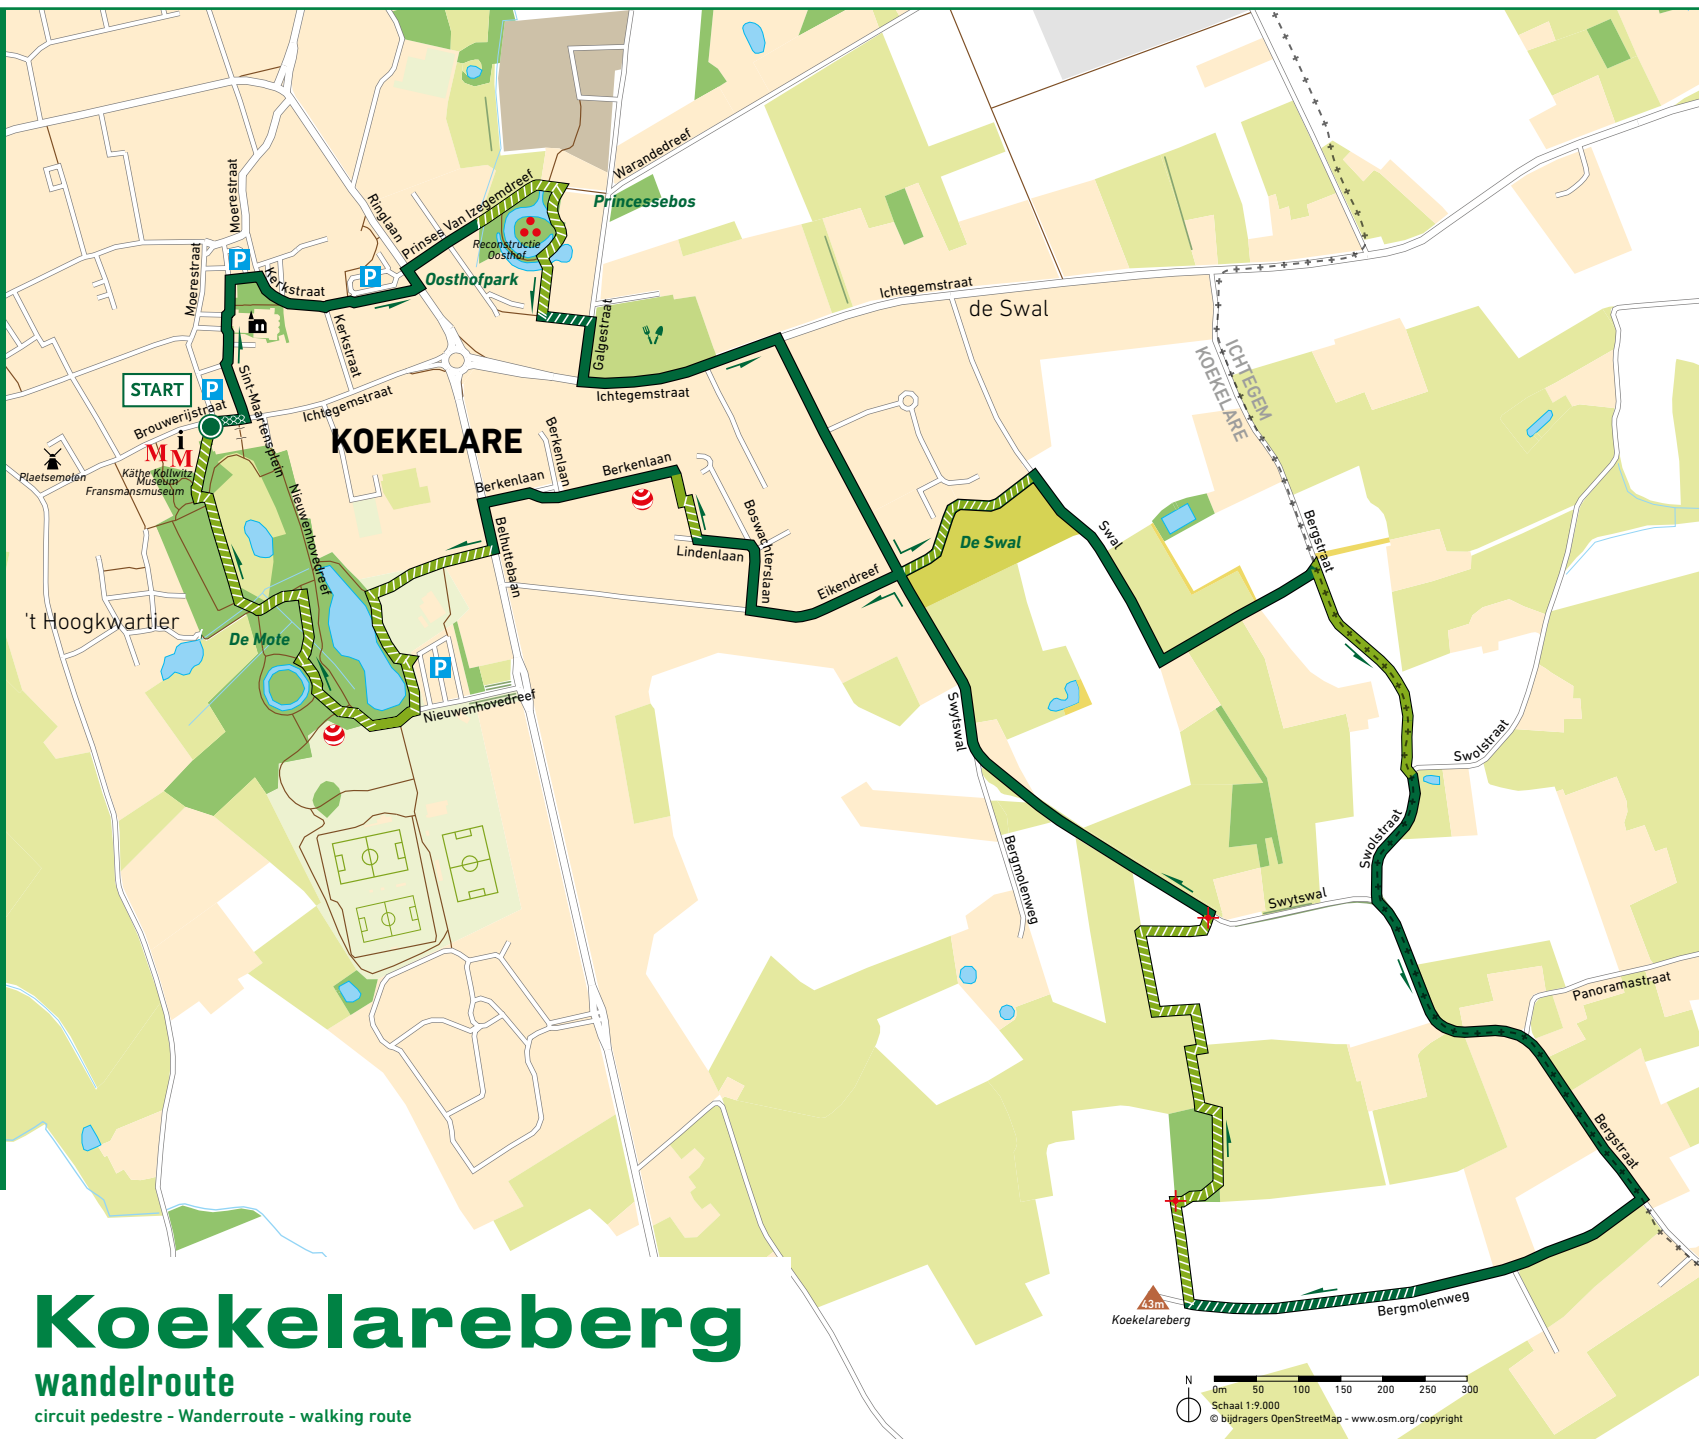 Warandedreef
Princessebos
Prinses Van Izegemdreef
Reconstructie
Oosthof
Oosthofpark
Ringlaan
Moerestraat
Moerestraat
P
P
Kerkstraat
Kerkstraat
Galgestraat
Ichtegemstraat
de Swal
ICHTEGEM
KOEKELARE
START
P
Sint-Maartensplein
Brouwerijstraat
Ichtegemstraat
Ichtegemstraat
KOEKELARE
i
M
M
Käthe Kollwitz
Museum
Fransmansmuseum
Plaetsemolen
Berkenlaan
Berkenlaan
Berkenlaan
Nieuwenhovedreef
Belhuttebaan
Lindenlaan
Boswachterslaan
Eikendreef
De Swal
Swal
Bergstraat
't Hoogkwartier
De Mote
P
Nieuwenhovedreef
Swytswal
Swolstraat
Swolstraat
Bergmolenweg
Swytswal
Panoramastraat
Bergstraat
43m
Koekelareberg
Bergmolenweg
Koekelareberg
wandelroute
circuit pedestre - Wanderroute - walking route
N
0m 50 100 150 200 250 300
Schaal 1:9.000
© bijdragers OpenStreetMap - www.osm.org/copyright